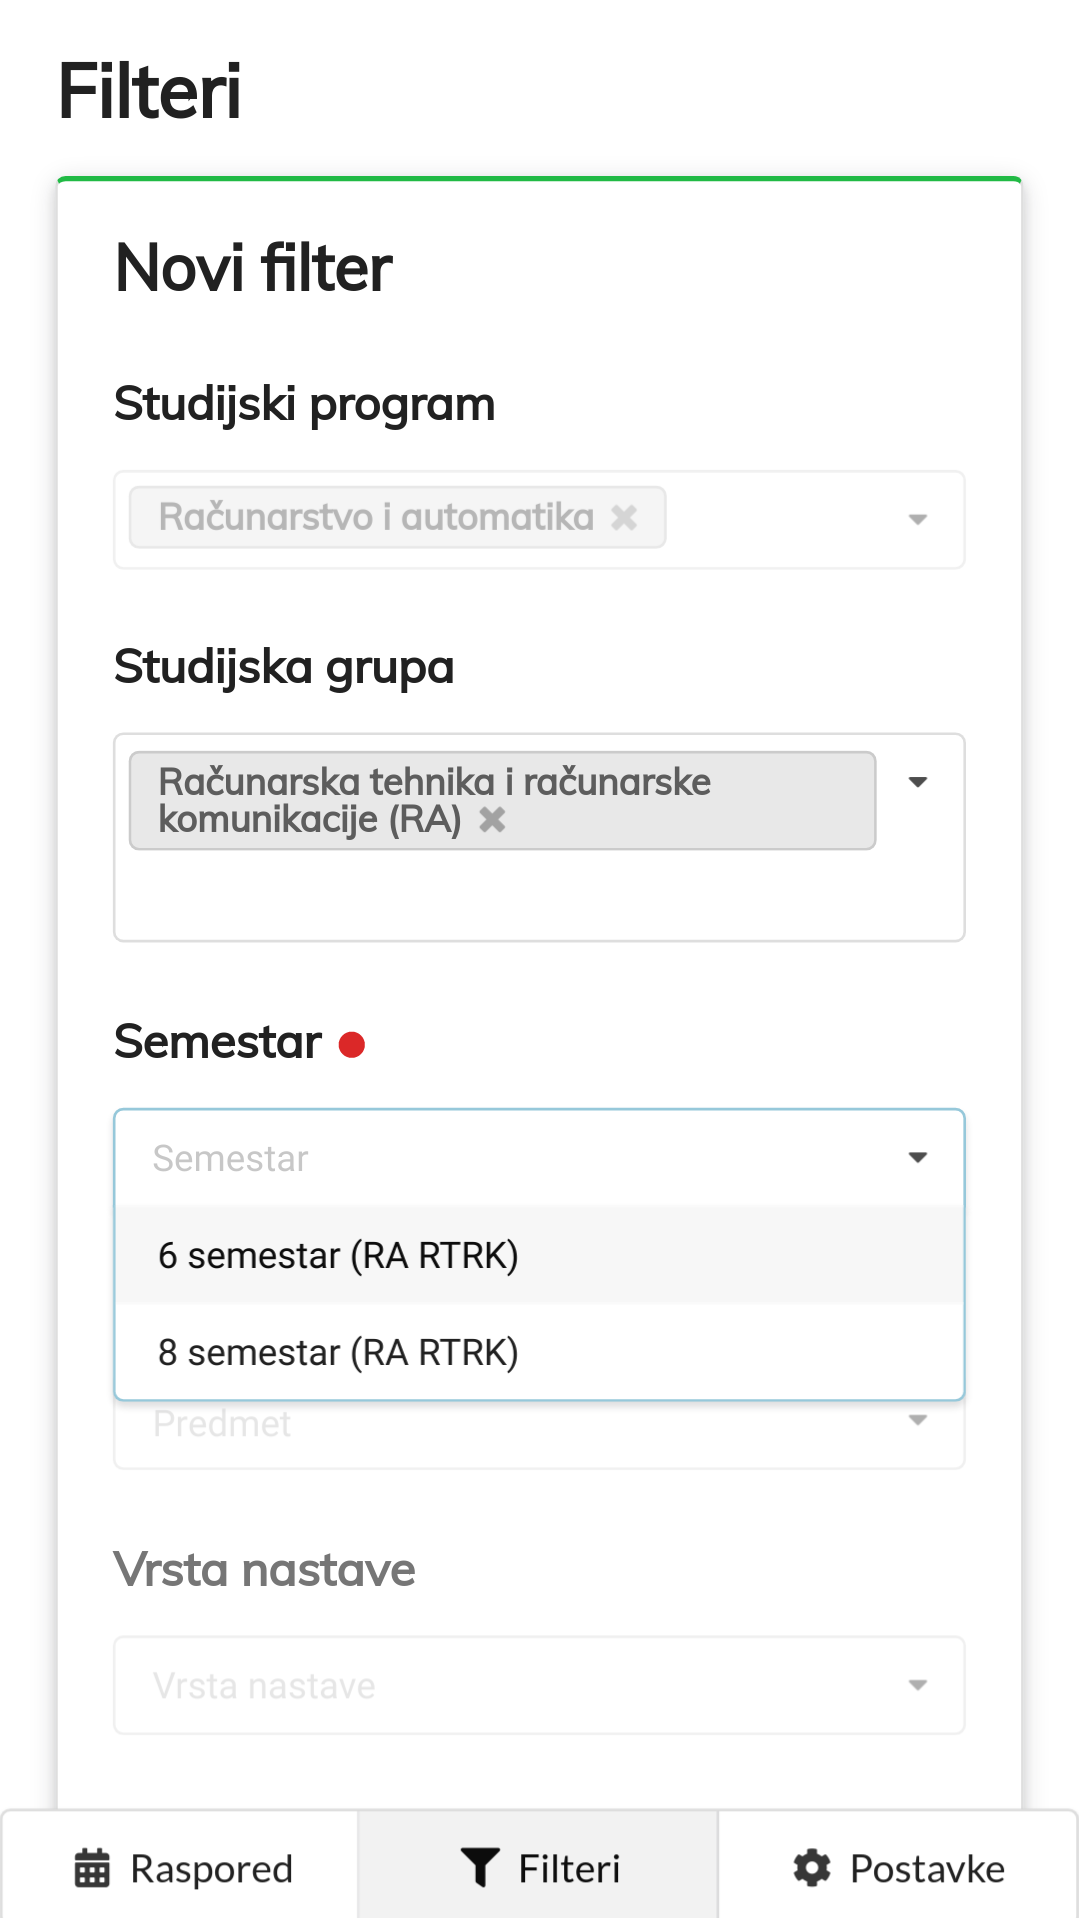 Filteri
Novi filter
Studijski program
Računarstvo i automatika
Studijska grupa
Računarska tehnika i računarske
komunikacije (RA)
Semestar
Semestar
6 semestar (RA RTRK)
8 semestar (RA RTRK)
Predmet
Vrsta nastave
Vrsta nastave
Raspored
Filteri
Postavke